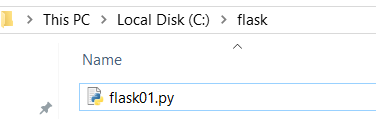 This PC > Local Disk (C:) > flask
Name
flask01.py